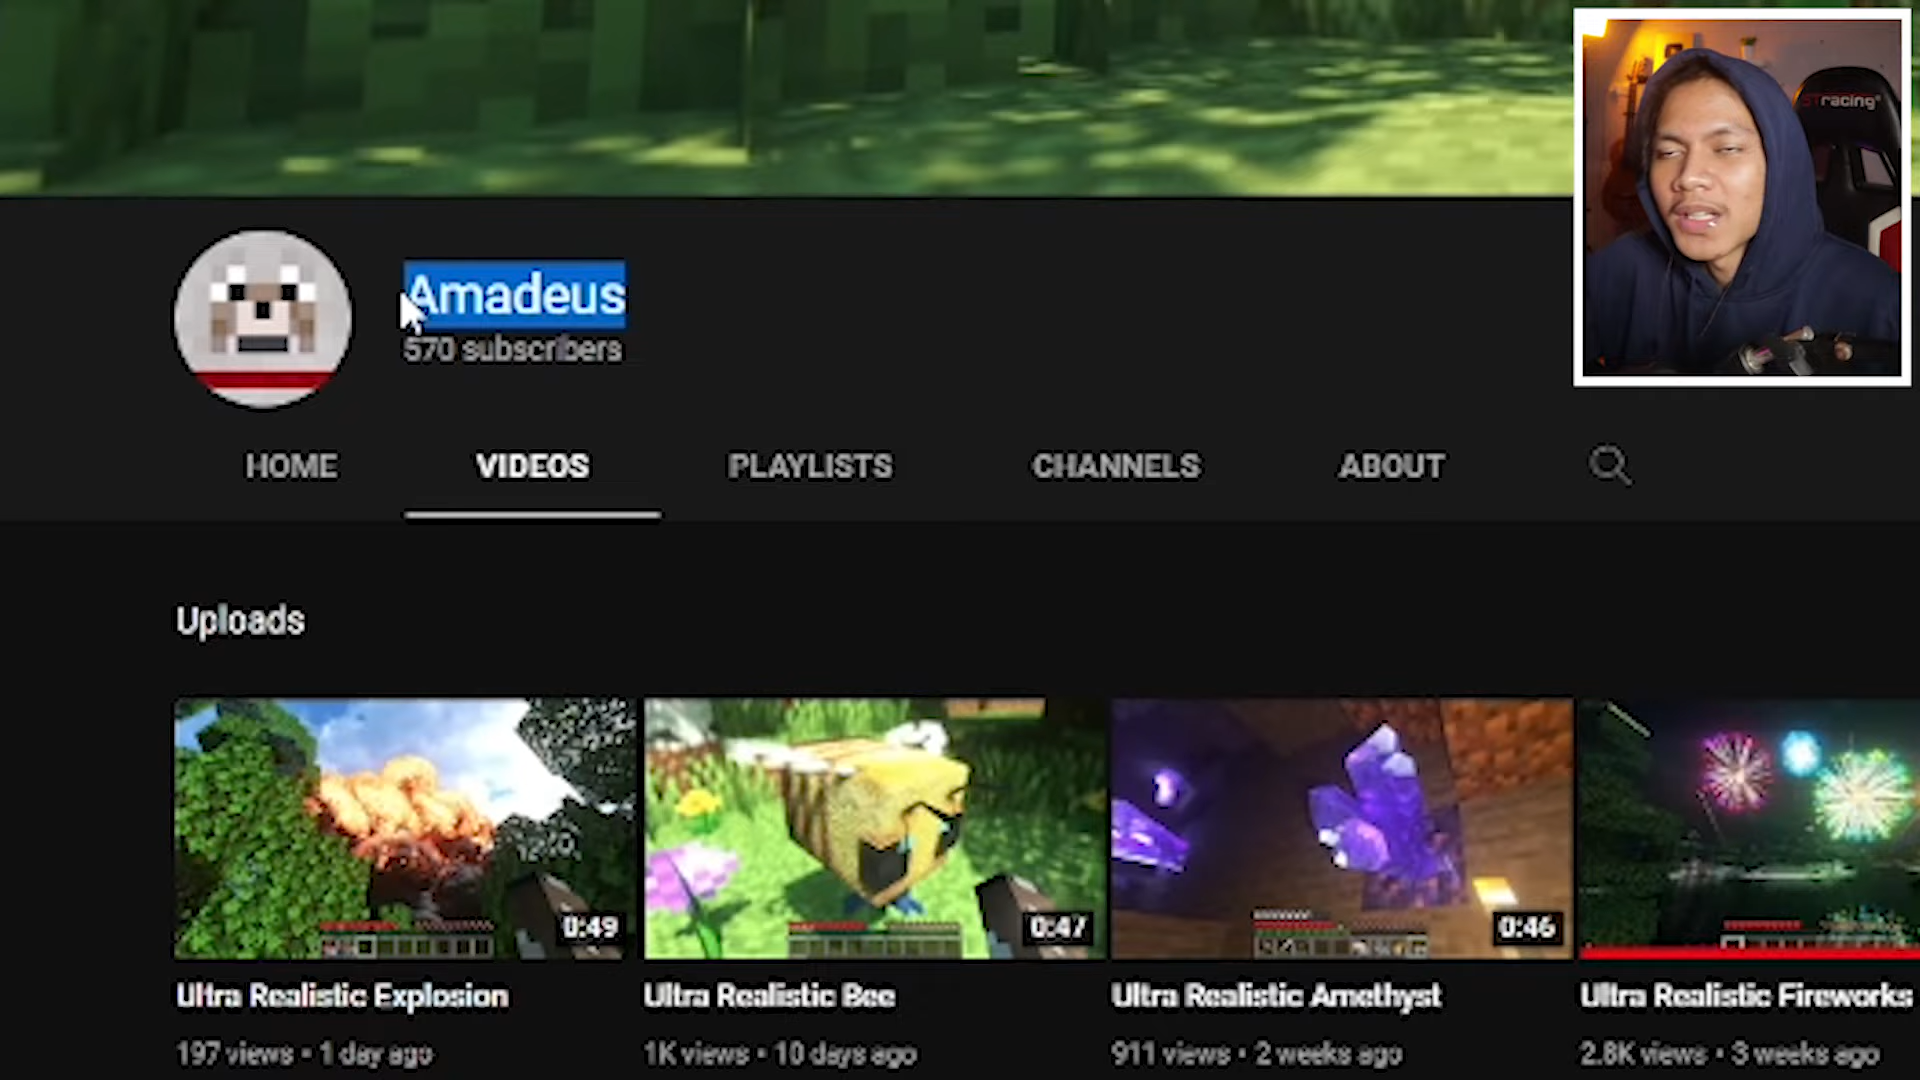 STracing
Amadeus
570 subscribers
HOME
VIDEOS
PLAYLISTS
CHANNELS
ABOUT
Uploads
0:49
0:47
0:46
Ultra Realistic Explosion
Ultra Realistic Bee
Ultra Realistic Amethyst
Ultra Realistic Fireworks
197 views • 1 day ago
1K views • 10 days ago
911 views • 2 weeks ago
2.8K views • 3 weeks ago